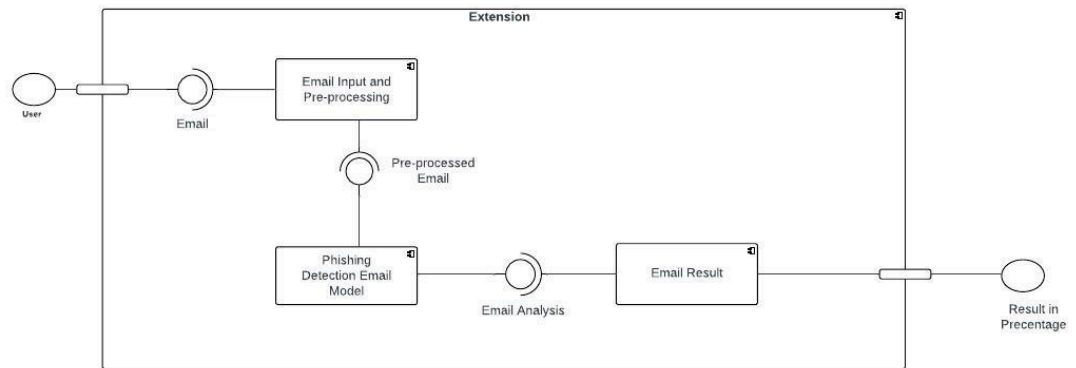 Extension
User
Email
Email Input and
Pre-processing
Pre-processed
Email
Phishing
Detection Email
Model
Email Analysis
Email Result
Result in
Precentage